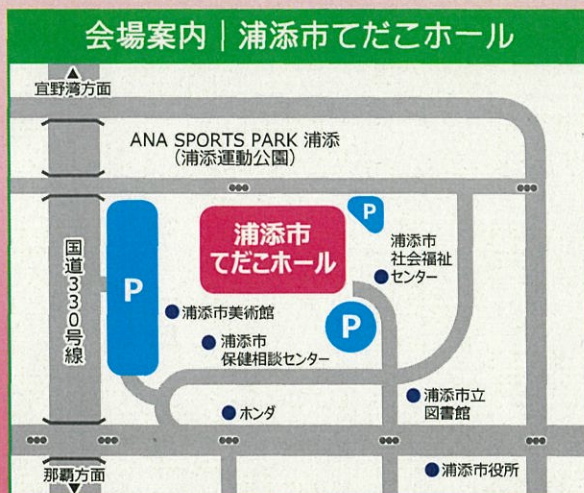 会場案内｜浦添市てだこホール
▲
宜野湾方面
ANA SPORTS PARK 浦添
（浦添運動公園）
P
浦添市
てだこホール
P
浦添市
社会福祉
センター
国道330号線
浦添市美術館
P
浦添市
保健相談センター
浦添市立
図書館
ホンダ
那覇方面
▼
浦添市役所